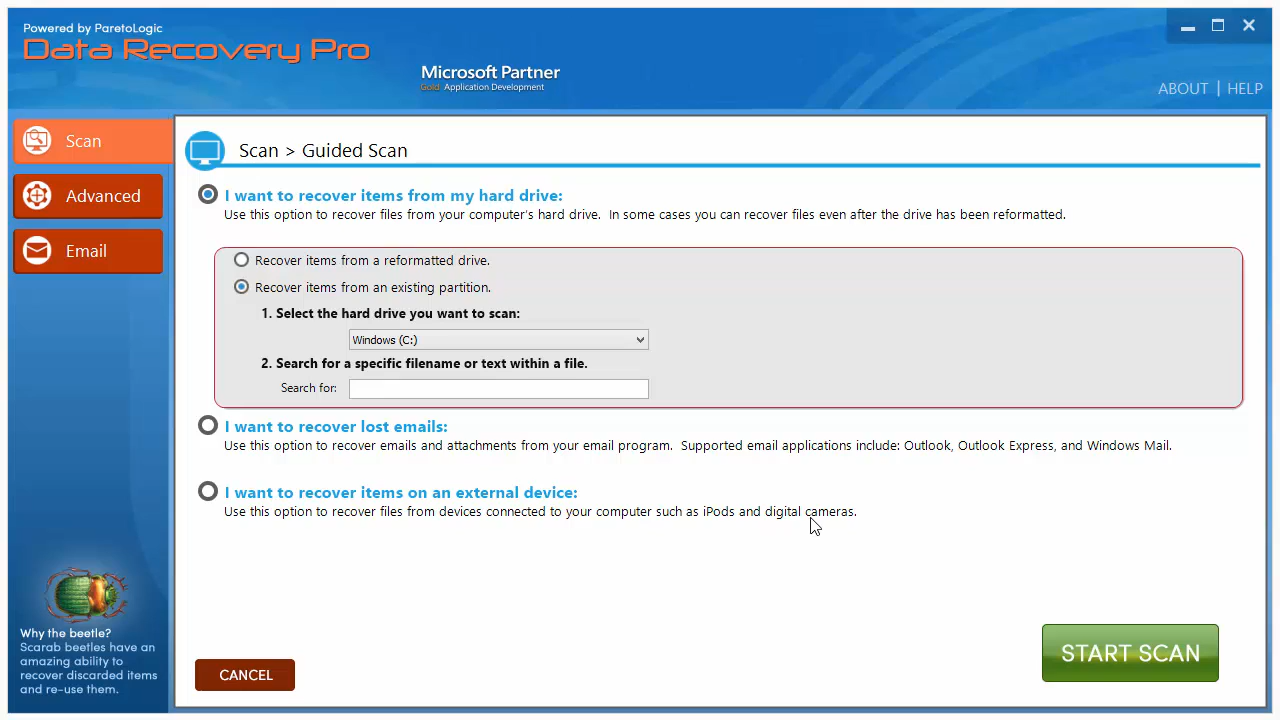 Powered by ParetoLogic
Data Recovery Pro
Microsoft Partner
Gold Application Development
ABOUT | HELP
Scan
Advanced
Email
Scan > Guided Scan
I want to recover items from my hard drive:
Use this option to recover files from your computer's hard drive. In some cases you can recover files even after the drive has been reformatted.
Recover items from a reformatted drive.
Recover items from an existing partition.
1. Select the hard drive you want to scan:
Windows (C:)
2. Search for a specific filename or text within a file.
Search for:
I want to recover lost emails:
Use this option to recover emails and attachments from your email program. Supported email applications include: Outlook, Outlook Express, and Windows Mail.
I want to recover items on an external device:
Use this option to recover files from devices connected to your computer such as iPods and digital cameras.
Why the beetle?
Scarab beetles have an
amazing ability to
recover discarded items
and re-use them.
CANCEL
START SCAN